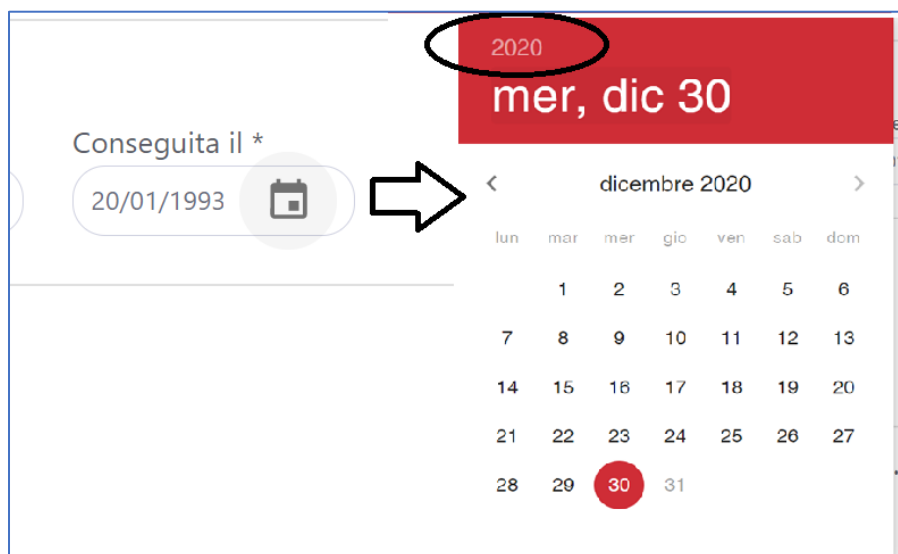 Conseguita il *
20/01/1993
2020
mer, dic 30
dicembre 2020
lun mar mer gio ven sab dom
1 2 3 4 5 6
7 8 9 10 11 12 13
14 15 16 17 18 19 20
21 22 23 24 25 26 27
28 29 30 31